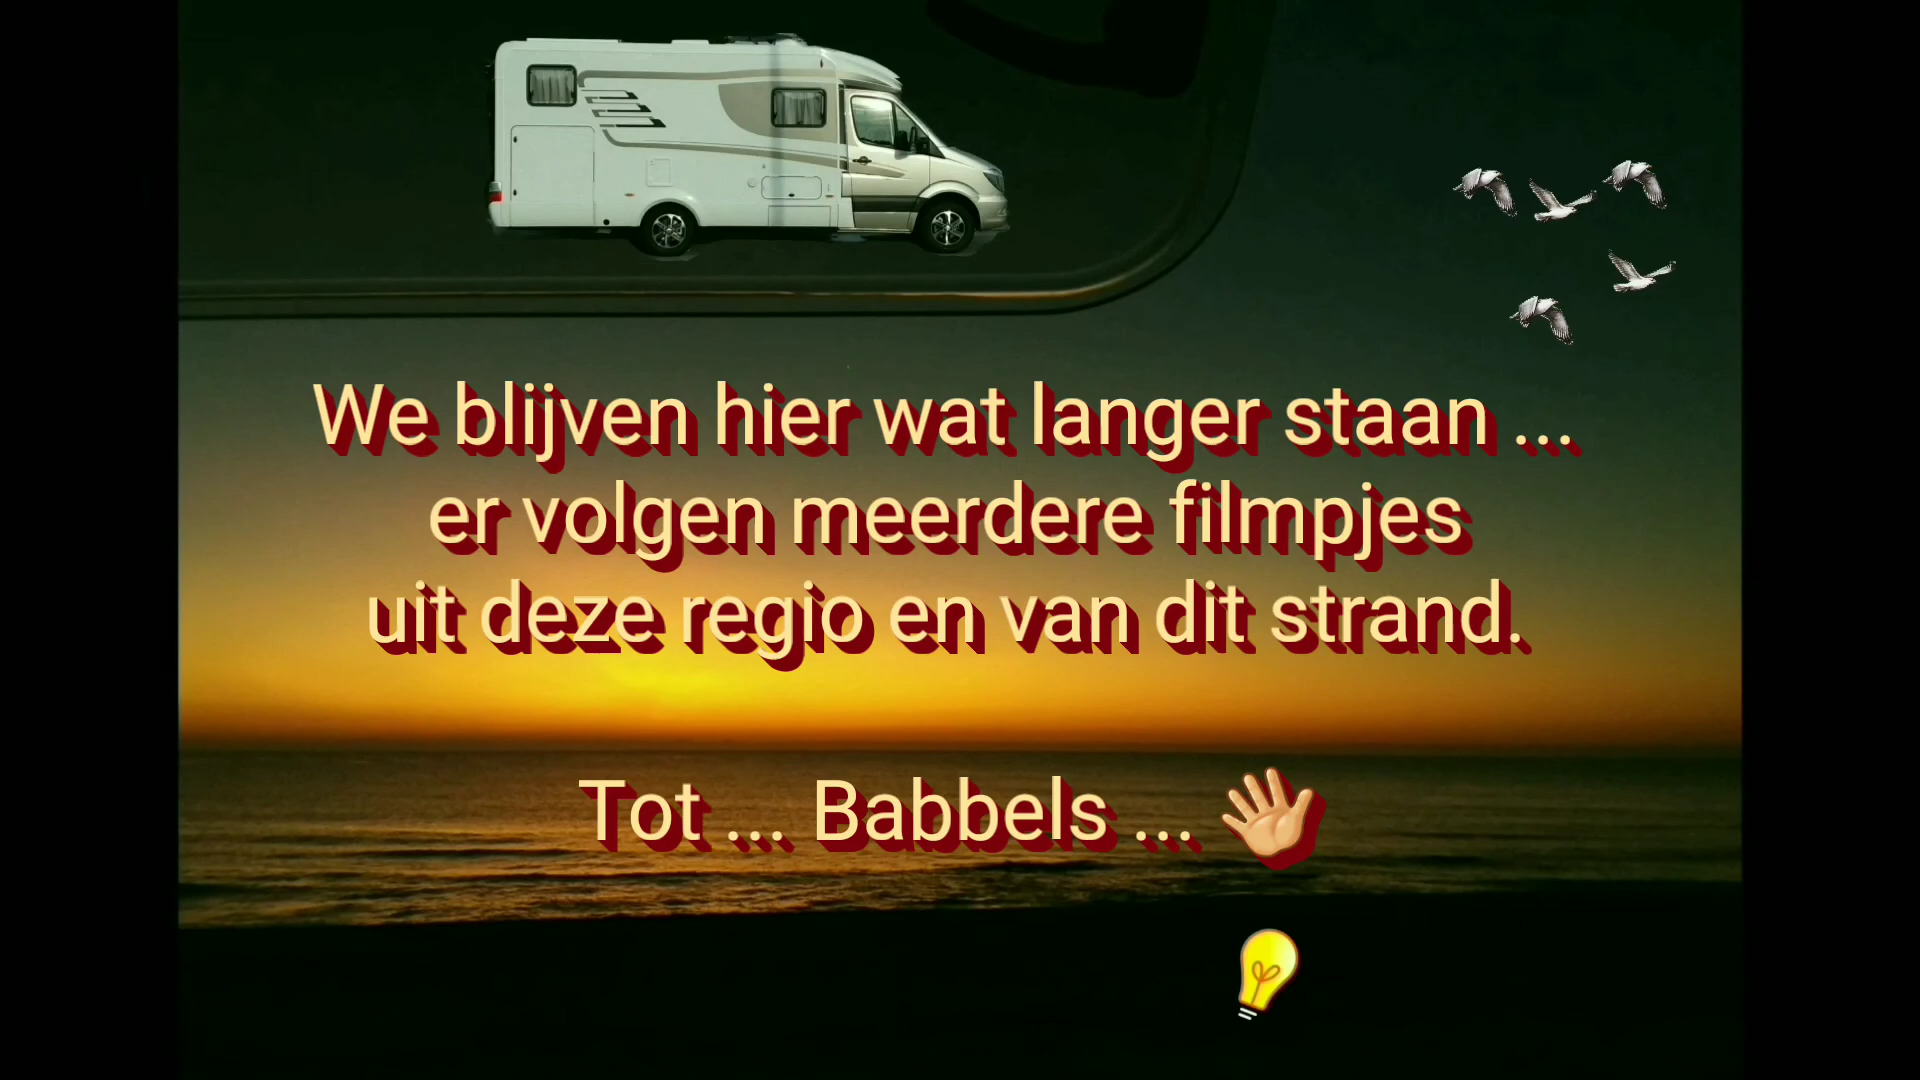 We blijven hier wat langer staan ...
er volgen meerdere filmpjes
uit deze regio en van dit strand.
Tot ... Babbels ... 👋